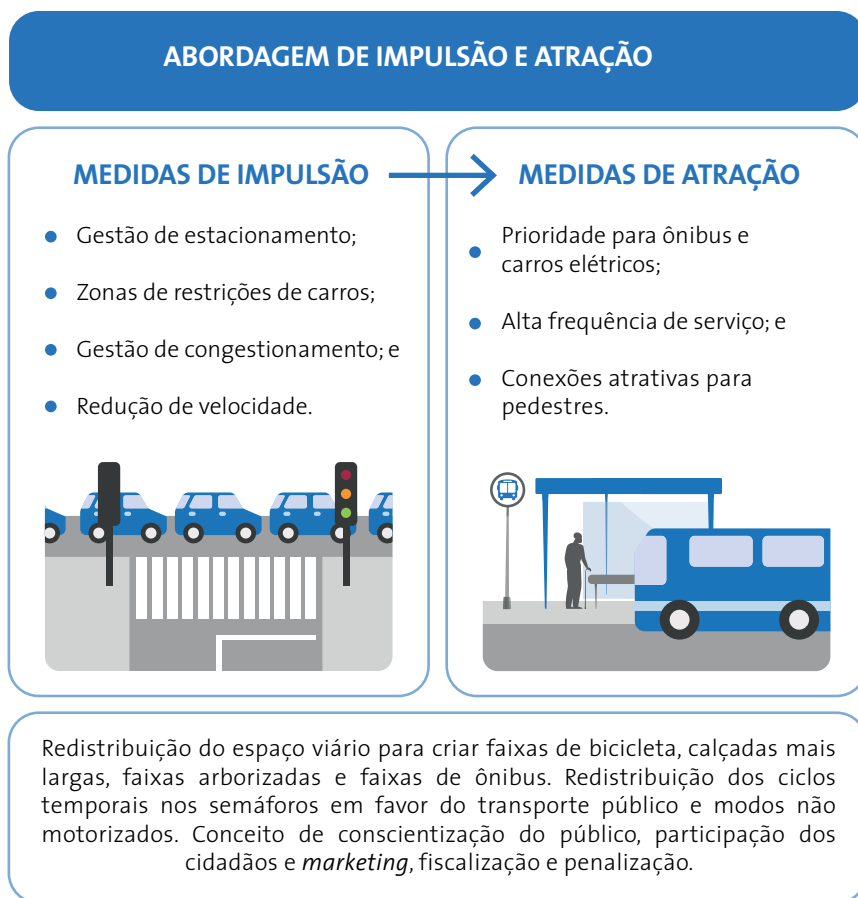 ABORDAGEM DE IMPULSÃO E ATRAÇÃO
MEDIDAS DE IMPULSÃO
Gestão de estacionamento;
Zonas de restrições de carros;
Gestão de congestionamento; e
Redução de velocidade.
MEDIDAS DE ATRAÇÃO
Prioridade para ônibus e
carros elétricos;
Alta frequência de serviço; e
Conexões atrativas para
pedestres.
Redistribuição do espaço viário para criar faixas de bicicleta, calçadas mais
largas, faixas arborizadas e faixas de ônibus. Redistribuição dos ciclos
temporais nos semáforos em favor do transporte público e modos não
motorizados. Conceito de conscientização do público, participação dos
cidadãos e marketing, fiscalização e penalização.